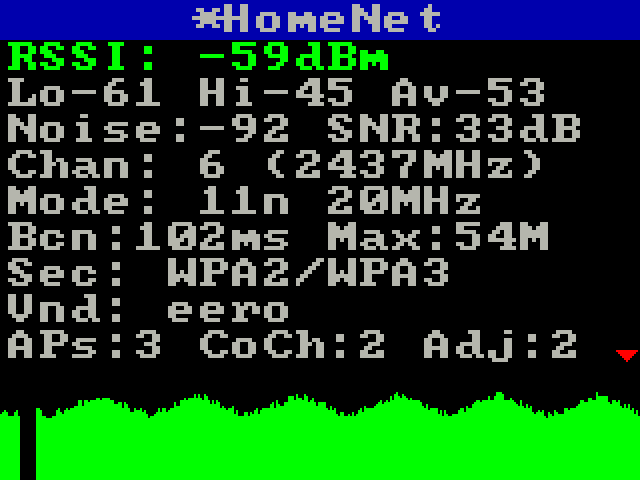 *HomeNet
RSSI: -59dBm
Lo-61 Hi-45 Av-53
Noise:-92 SNR:33dB
Chan: 6 (2437MHz)
Mode: 11n 20MHz
Bcn:102ms Max:54M
Sec: WPA2/WPA3
Vnd: eero
APs:3 CoCh:2 Adj:2